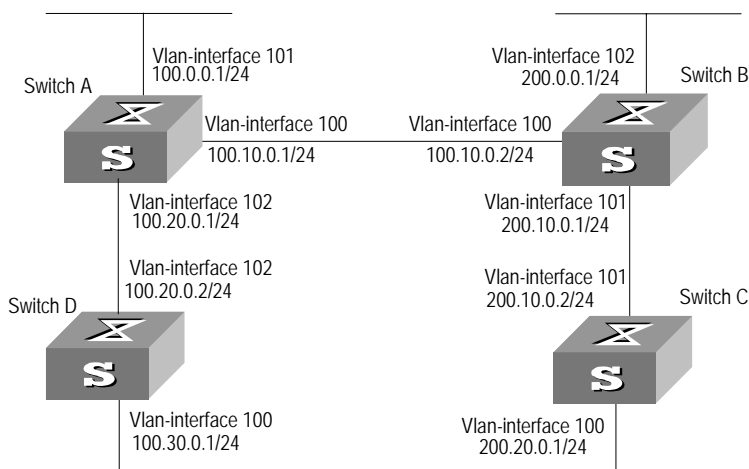 Vlan-interface 101
100.0.0.1/24
Vlan-interface 102
200.0.0.1/24
Switch A
Switch B
Vlan-interface 100
100.10.0.1/24
Vlan-interface 100
100.10.0.2/24
S
S
Vlan-interface 102
100.20.0.1/24
Vlan-interface 101
200.10.0.1/24
Vlan-interface 102
100.20.0.2/24
Vlan-interface 101
200.10.0.2/24
Switch D
Switch C
S
S
Vlan-interface 100
100.30.0.1/24
Vlan-interface 100
200.20.0.1/24